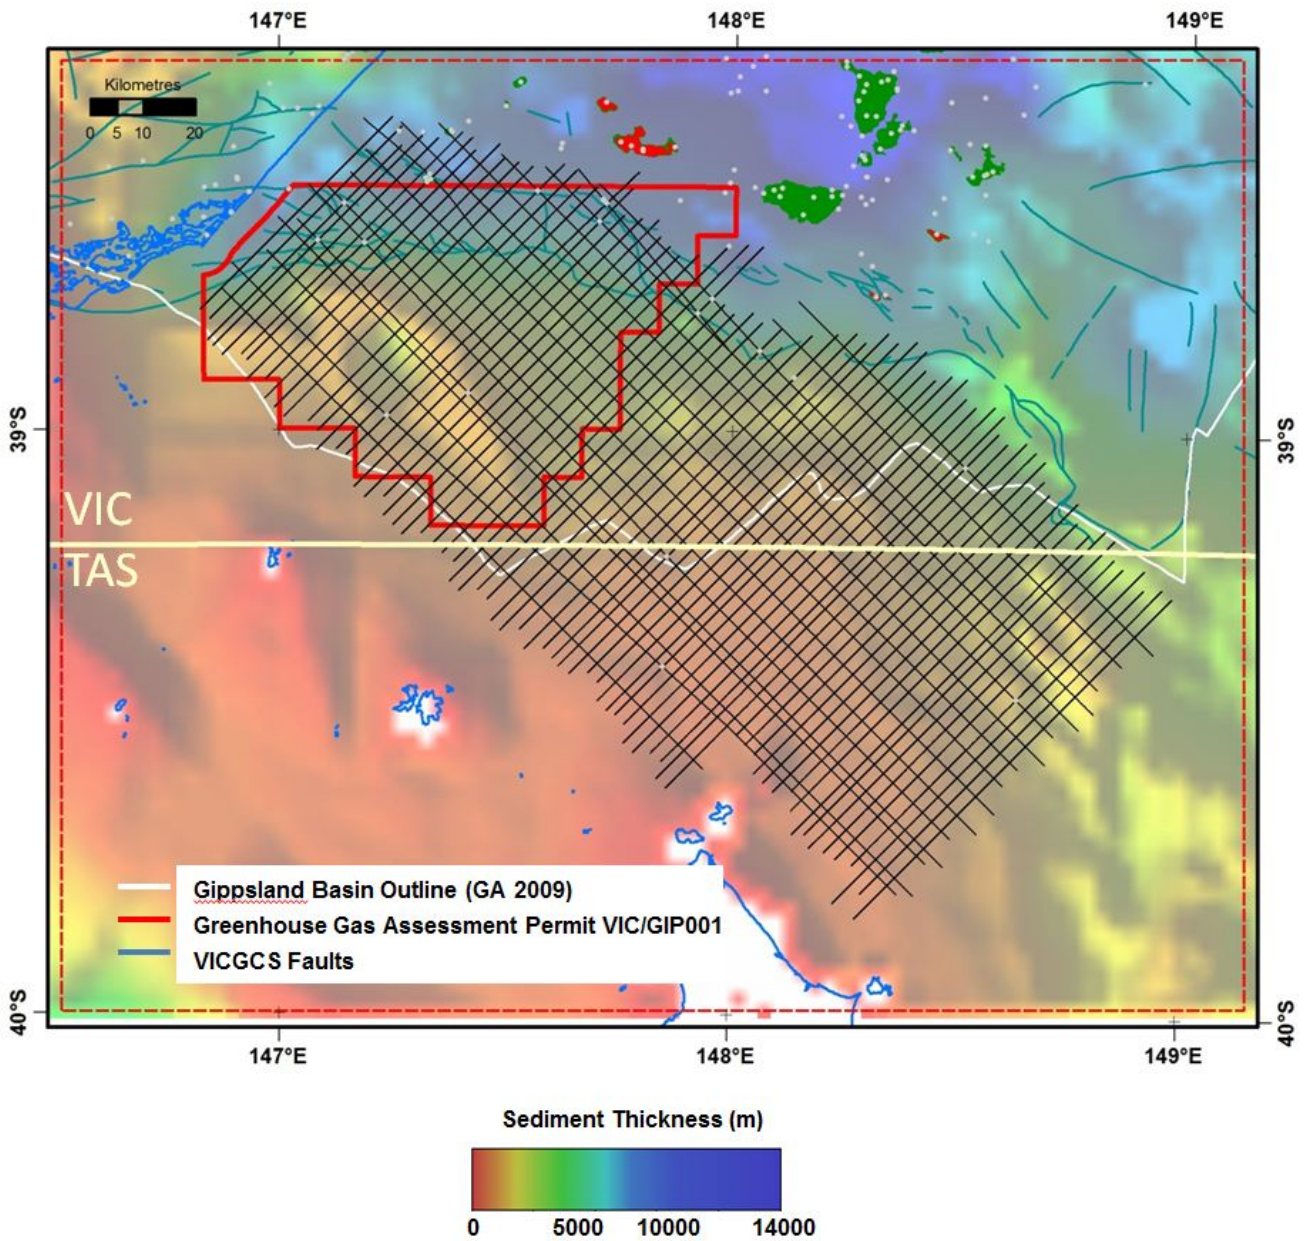 147°E 148°E 149°E
Kilometres
0 5 10 20
39°S 39°S
VIC
TAS
Gippsland Basin Outline (GA 2009)
Greenhouse Gas Assessment Permit VIC/GIP001
VICGCS Faults
40°S 40°S
147°E 148°E 149°E
Sediment Thickness (m)
0 5000 10000 14000